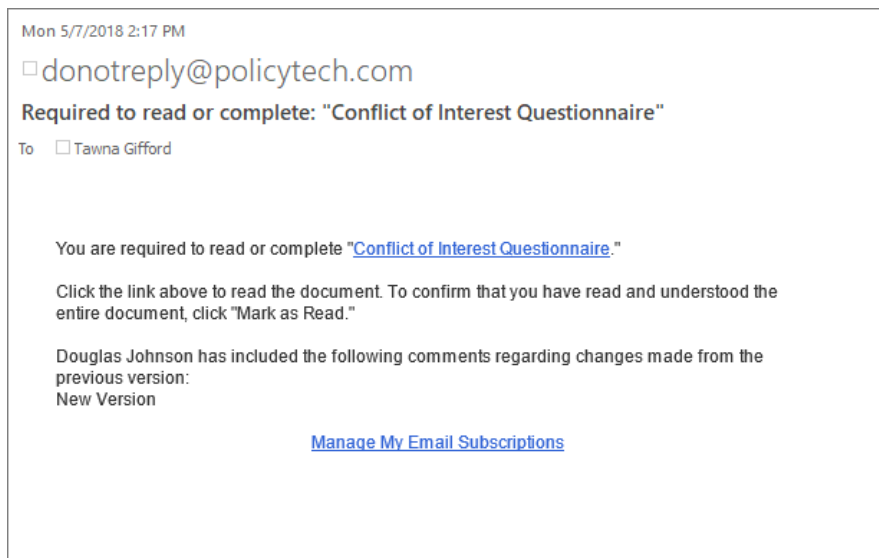 Mon 5/7/2018 2:17 PM
donotreply@policytech.com
Required to read or complete: "Conflict of Interest Questionnaire"
To Tawna Gifford
You are required to read or complete "Conflict of Interest Questionnaire."
Click the link above to read the document. To confirm that you have read and understood the
entire document, click "Mark as Read."
Douglas Johnson has included the following comments regarding changes made from the
previous version:
New Version
Manage My Email Subscriptions